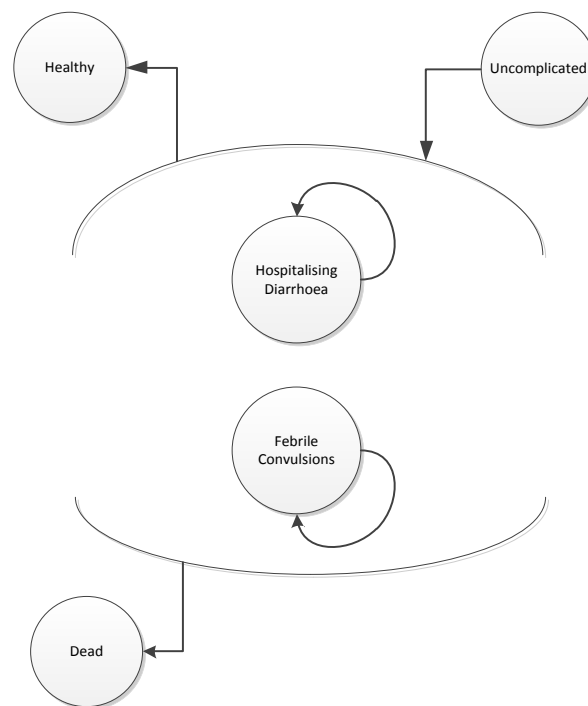 Healthy
Uncomplicated
Hospitalising
Diarrhoea
Febrile
Convulsions
Dead